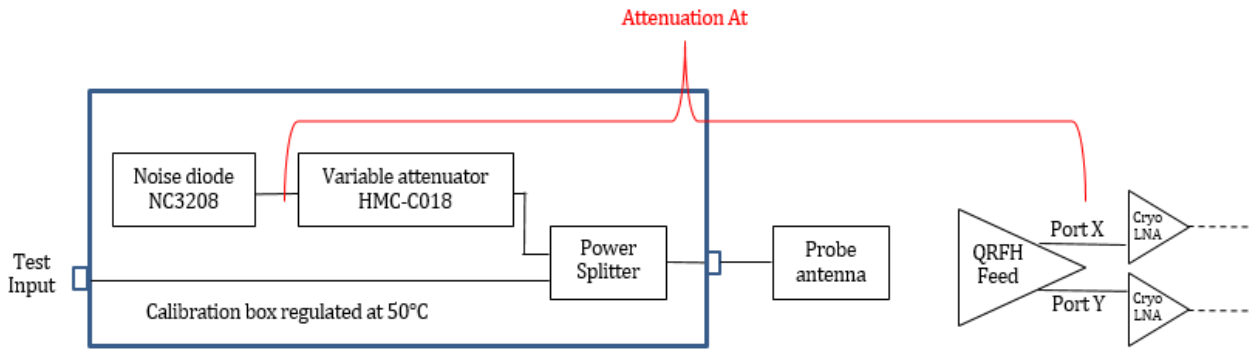 Attenuation At
Noise diode
NC3208
Variable attenuator
HMC-C018
Test
Input
Power
Splitter
Calibration box regulated at 50°C
Probe
antenna
QRFH
Feed
Port X
Port Y
Cryo
LNA
Cryo
LNA